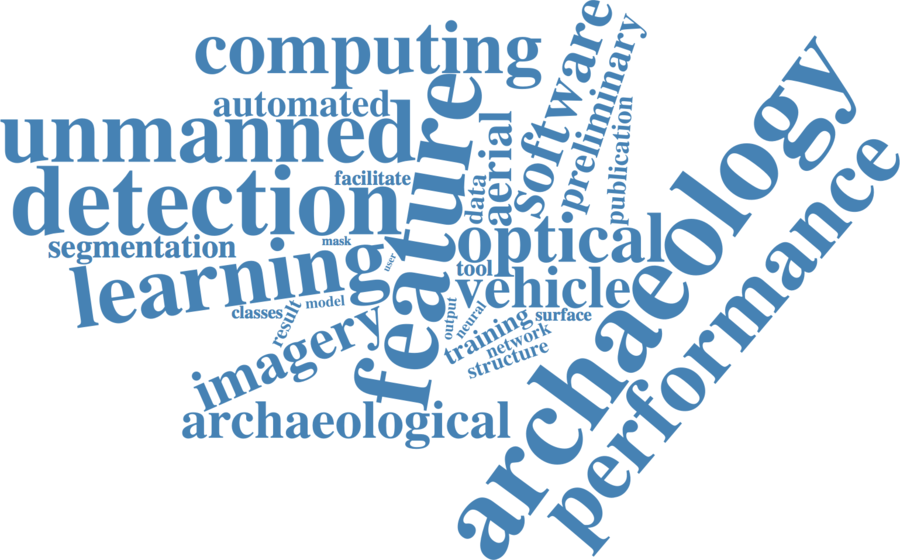 computing
automated
unmanned
facilitate
detection
segmentation
mask
user
learning
classes
result
model
imagery
archaeological
feature
data
aerial
software
preliminary
publication
optical
tool
vehicle
output
neural
training
surface
network
structure
archaeology
performance